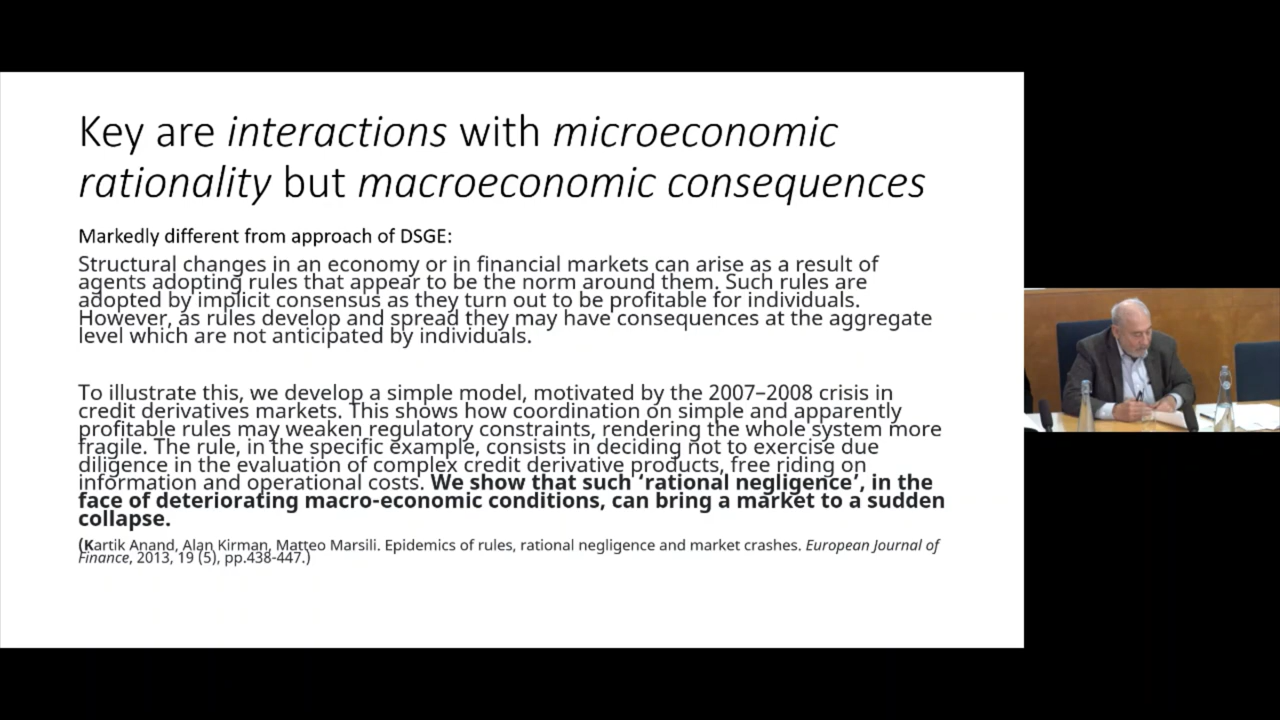 Key are interactions with microeconomic
rationality but macroeconomic consequences
Markedly different from approach of DSGE:
Structural changes in an economy or in financial markets can arise as a result of
agents adopting rules that appear to be the norm around them. Such rules are
adopted by implicit consensus as they turn out to be profitable for individuals.
However, as rules develop and spread they may have consequences at the aggregate
level which are not anticipated by individuals.
To illustrate this, we develop a simple model, motivated by the 2007–2008 crisis in
credit derivatives markets. This shows how coordination on simple and apparently
profitable rules may weaken regulatory constraints, rendering the whole system more
fragile. The rule, in the specific example, consists in deciding not to exercise due
diligence in the evaluation of complex credit derivative products, free riding on
information and operational costs. We show that such ‘rational negligence’, in the
face of deteriorating macro-economic conditions, can bring a market to a sudden
collapse.
(Kartik Anand, Alan Kirman, Matteo Marsili. Epidemics of rules, rational negligence and market crashes. European Journal of
Finance, 2013, 19 (5), pp.438-447.)